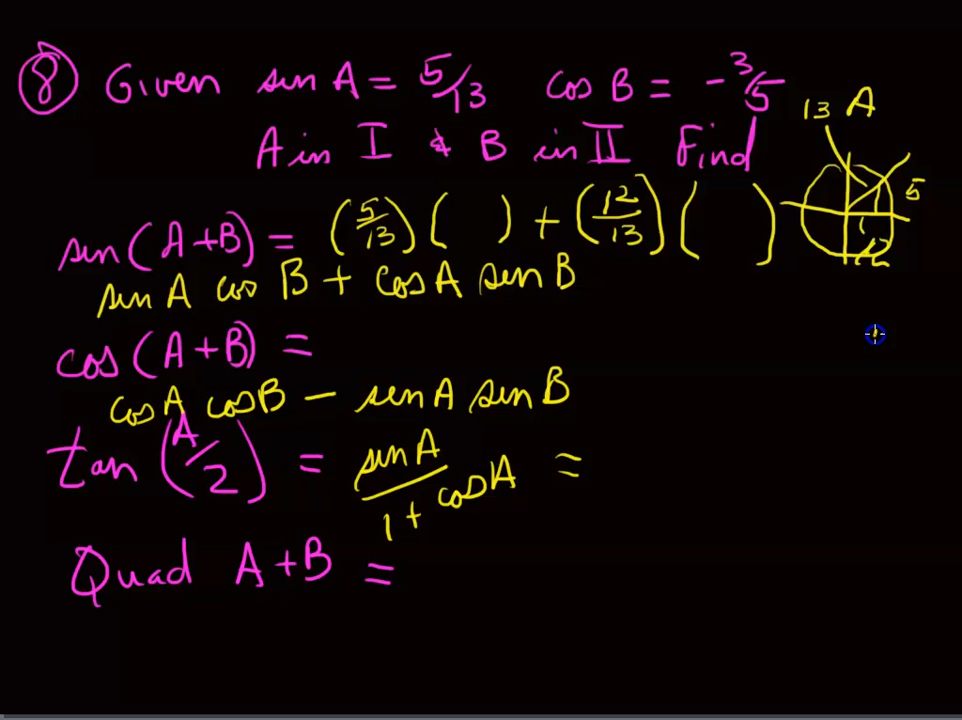 8 Given sin A = 5/13 cos B = -3/5
A in I & B in II Find
13 A
5
12
sin(A+B) = (5/13)( ) + (12/13)( )
sin A cos B + cos A sin B
cos(A+B) =
cos A cos B - sin A sin B
tan(A/2) = sin A / 1 + cos A =
Quad A+B =